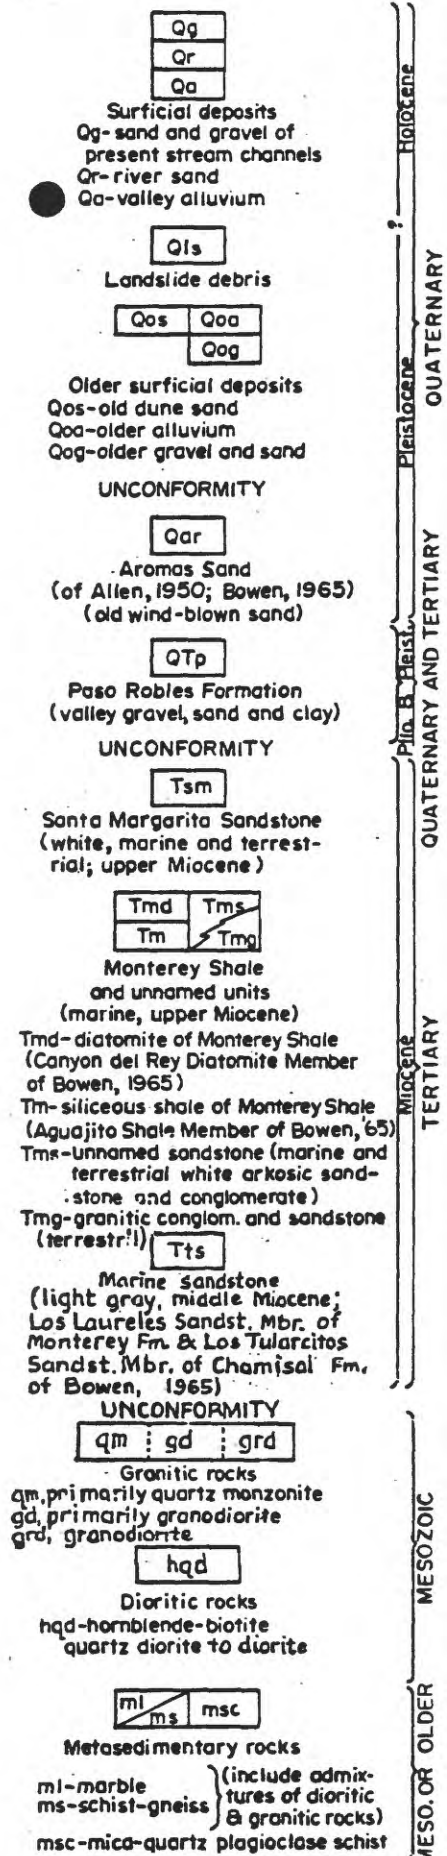 Qg
Qr
Qa
Surficial deposits
Qg-sand and gravel of
present stream channels
Qr-river sand
Qa-valley alluvium
Holocene
?
Qls
Landslide debris
Qos Qoa
Qog
Older surficial deposits
Qos-old dune sand
Qoa-older alluvium
Qog-older gravel and sand
Pleistocene
QUATERNARY
UNCONFORMITY
Qar
Aromas Sand
(of Allen, 1950; Bowen, 1965)
(old wind-blown sand)
QTp
Paso Robles Formation
(valley gravel, sand and clay)
Plio. & Pleist.
QUATERNARY AND TERTIARY
UNCONFORMITY
Tsm
Santa Margarita Sandstone
(white, marine and terrest-
rial; upper Miocene)
Tmd Tms
Tm Tmg
Monterey Shale
and unnamed units
(marine, upper Miocene)
Tmd-diatomite of Monterey Shale
(Canyon del Rey Diatomite Member
of Bowen, 1965)
Tm-siliceous shale of Monterey Shale
(Aguajito Shale Member of Bowen, '65)
Tms-unnamed sandstone (marine and
terrestrial white arkosic sand-
stone and conglomerate)
Tmg-granitic conglom. and sandstone
(terrestr'l)
Tts
Marine sandstone
(light gray, middle Miocene;
Los Laureles Sandst. Mbr. of
Monterey Fm. & Los Tularcitos
Sandst. Mbr. of Chamisal Fm.
of Bowen, 1965)
Miocene
TERTIARY
UNCONFORMITY
qm gd grd
Granitic rocks
qm, primarily quartz monzonite
gd, primarily granodiorite
grd, granodiorite
hqd
Dioritic rocks
hqd-hornblende-biotite
quartz diorite to diorite
MESOZOIC
ml ms msc
Metasedimentary rocks
ml-marble
ms-schist-gneiss
(include admix-
tures of dioritic
& granitic rocks)
msc-mica-quartz plagioclase schist
MESO. OR OLDER